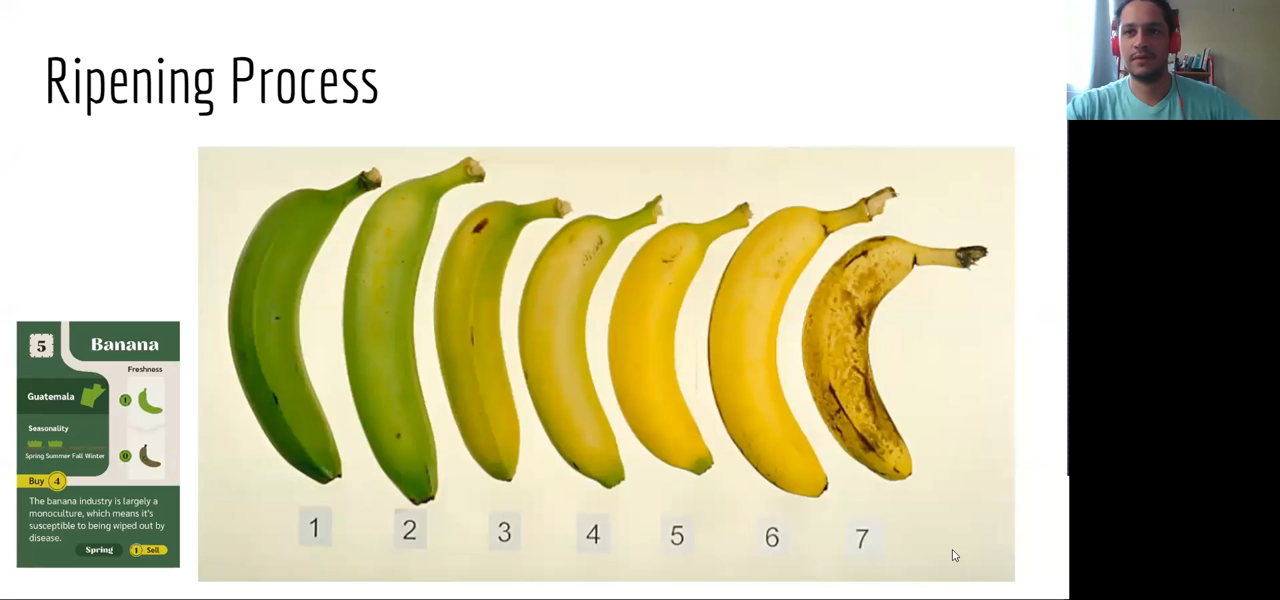 Ripening Process
5 Banana
Freshness
Guatemala
1
Seasonality
Spring Summer Fall Winter
0
Buy 4
The banana industry is largely a
monoculture, which means it's
susceptible to being wiped out by
disease.
Spring 1 Sell
1 2 3 4 5 6 7